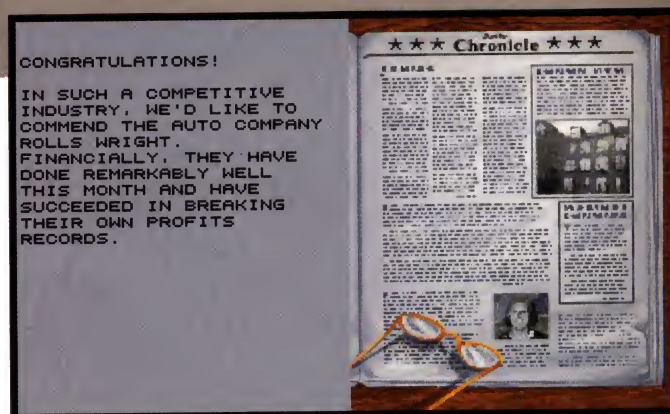 CONGRATULATIONS!
IN SUCH A COMPETITIVE
INDUSTRY, WE'D LIKE TO
COMMEND THE AUTO COMPANY
ROLLS WRIGHT.
FINANCIALLY, THEY HAVE
DONE REMARKABLY WELL
THIS MONTH AND HAVE
SUCCEEDED IN BREAKING
THEIR OWN PROFITS
RECORDS.
★ ★ ★ Chronicle ★ ★ ★